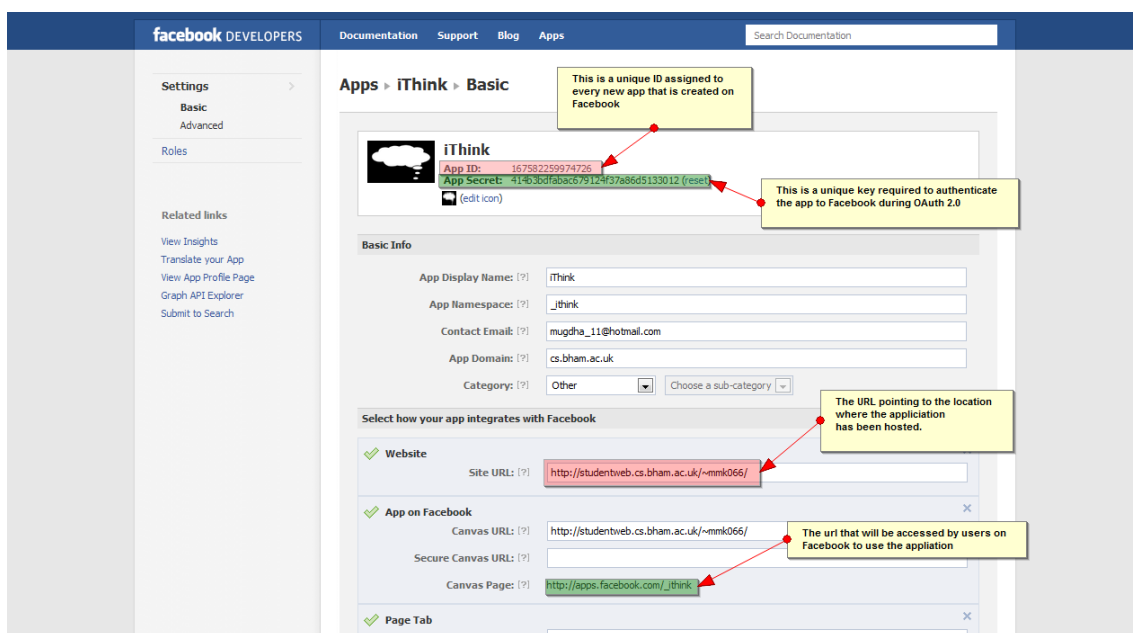 facebook DEVELOPERS
Documentation Support Blog Apps
Search Documentation
Settings
Basic
Advanced
Roles
Related links
View Insights
Translate your App
View App Profile Page
Graph API Explorer
Submit to Search
Apps ▸ iThink ▸ Basic
This is a unique ID assigned to
every new app that is created on
Facebook
iThink
App ID: 167582259974726
App Secret: 414b3bdfabac679124f37a86d5133012 (reset)
(edit icon)
This is a unique key required to authenticate
the app to Facebook during OAuth 2.0
Basic Info
App Display Name: [?] iThink
App Namespace: [?] _ithink
Contact Email: [?] mugdha_11@hotmail.com
App Domain: [?] cs.bham.ac.uk
Category: [?] Other Choose a sub-category
The URL pointing to the location
where the appliciation
has been hosted.
Select how your app integrates with Facebook
Website
Site URL: [?] http://studentweb.cs.bham.ac.uk/~mmk066/
App on Facebook
Canvas URL: [?] http://studentweb.cs.bham.ac.uk/~mmk066/
The url that will be accessed by users on
Facebook to use the appliation
Secure Canvas URL: [?]
Canvas Page: [?] http://apps.facebook.com/_ithink
Page Tab